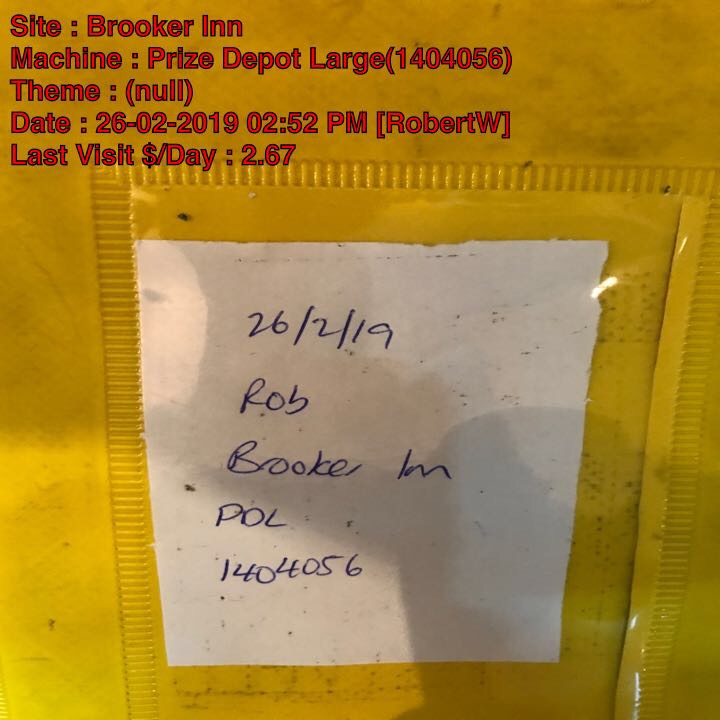 Site : Brooker Inn
Machine : Prize Depot Large(1404056)
Theme : (null)
Date : 26-02-2019 02:52 PM [RobertW]
Last Visit $/Day : 2.67
26/2/19
Rob
Brooker Inn
PDL
1404056